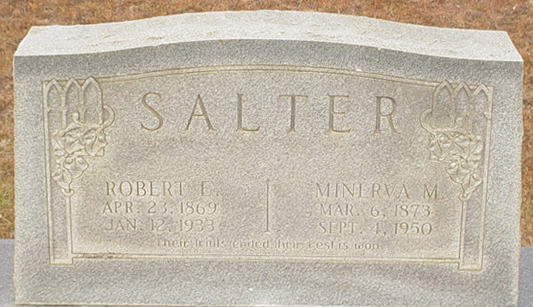 SALTER
ROBERT E. MINERVA M.
APR. 23, 1869 MAR. 6, 1873
JAN. 12, 1933 SEPT. 4, 1950
Their trials ended their rest is won